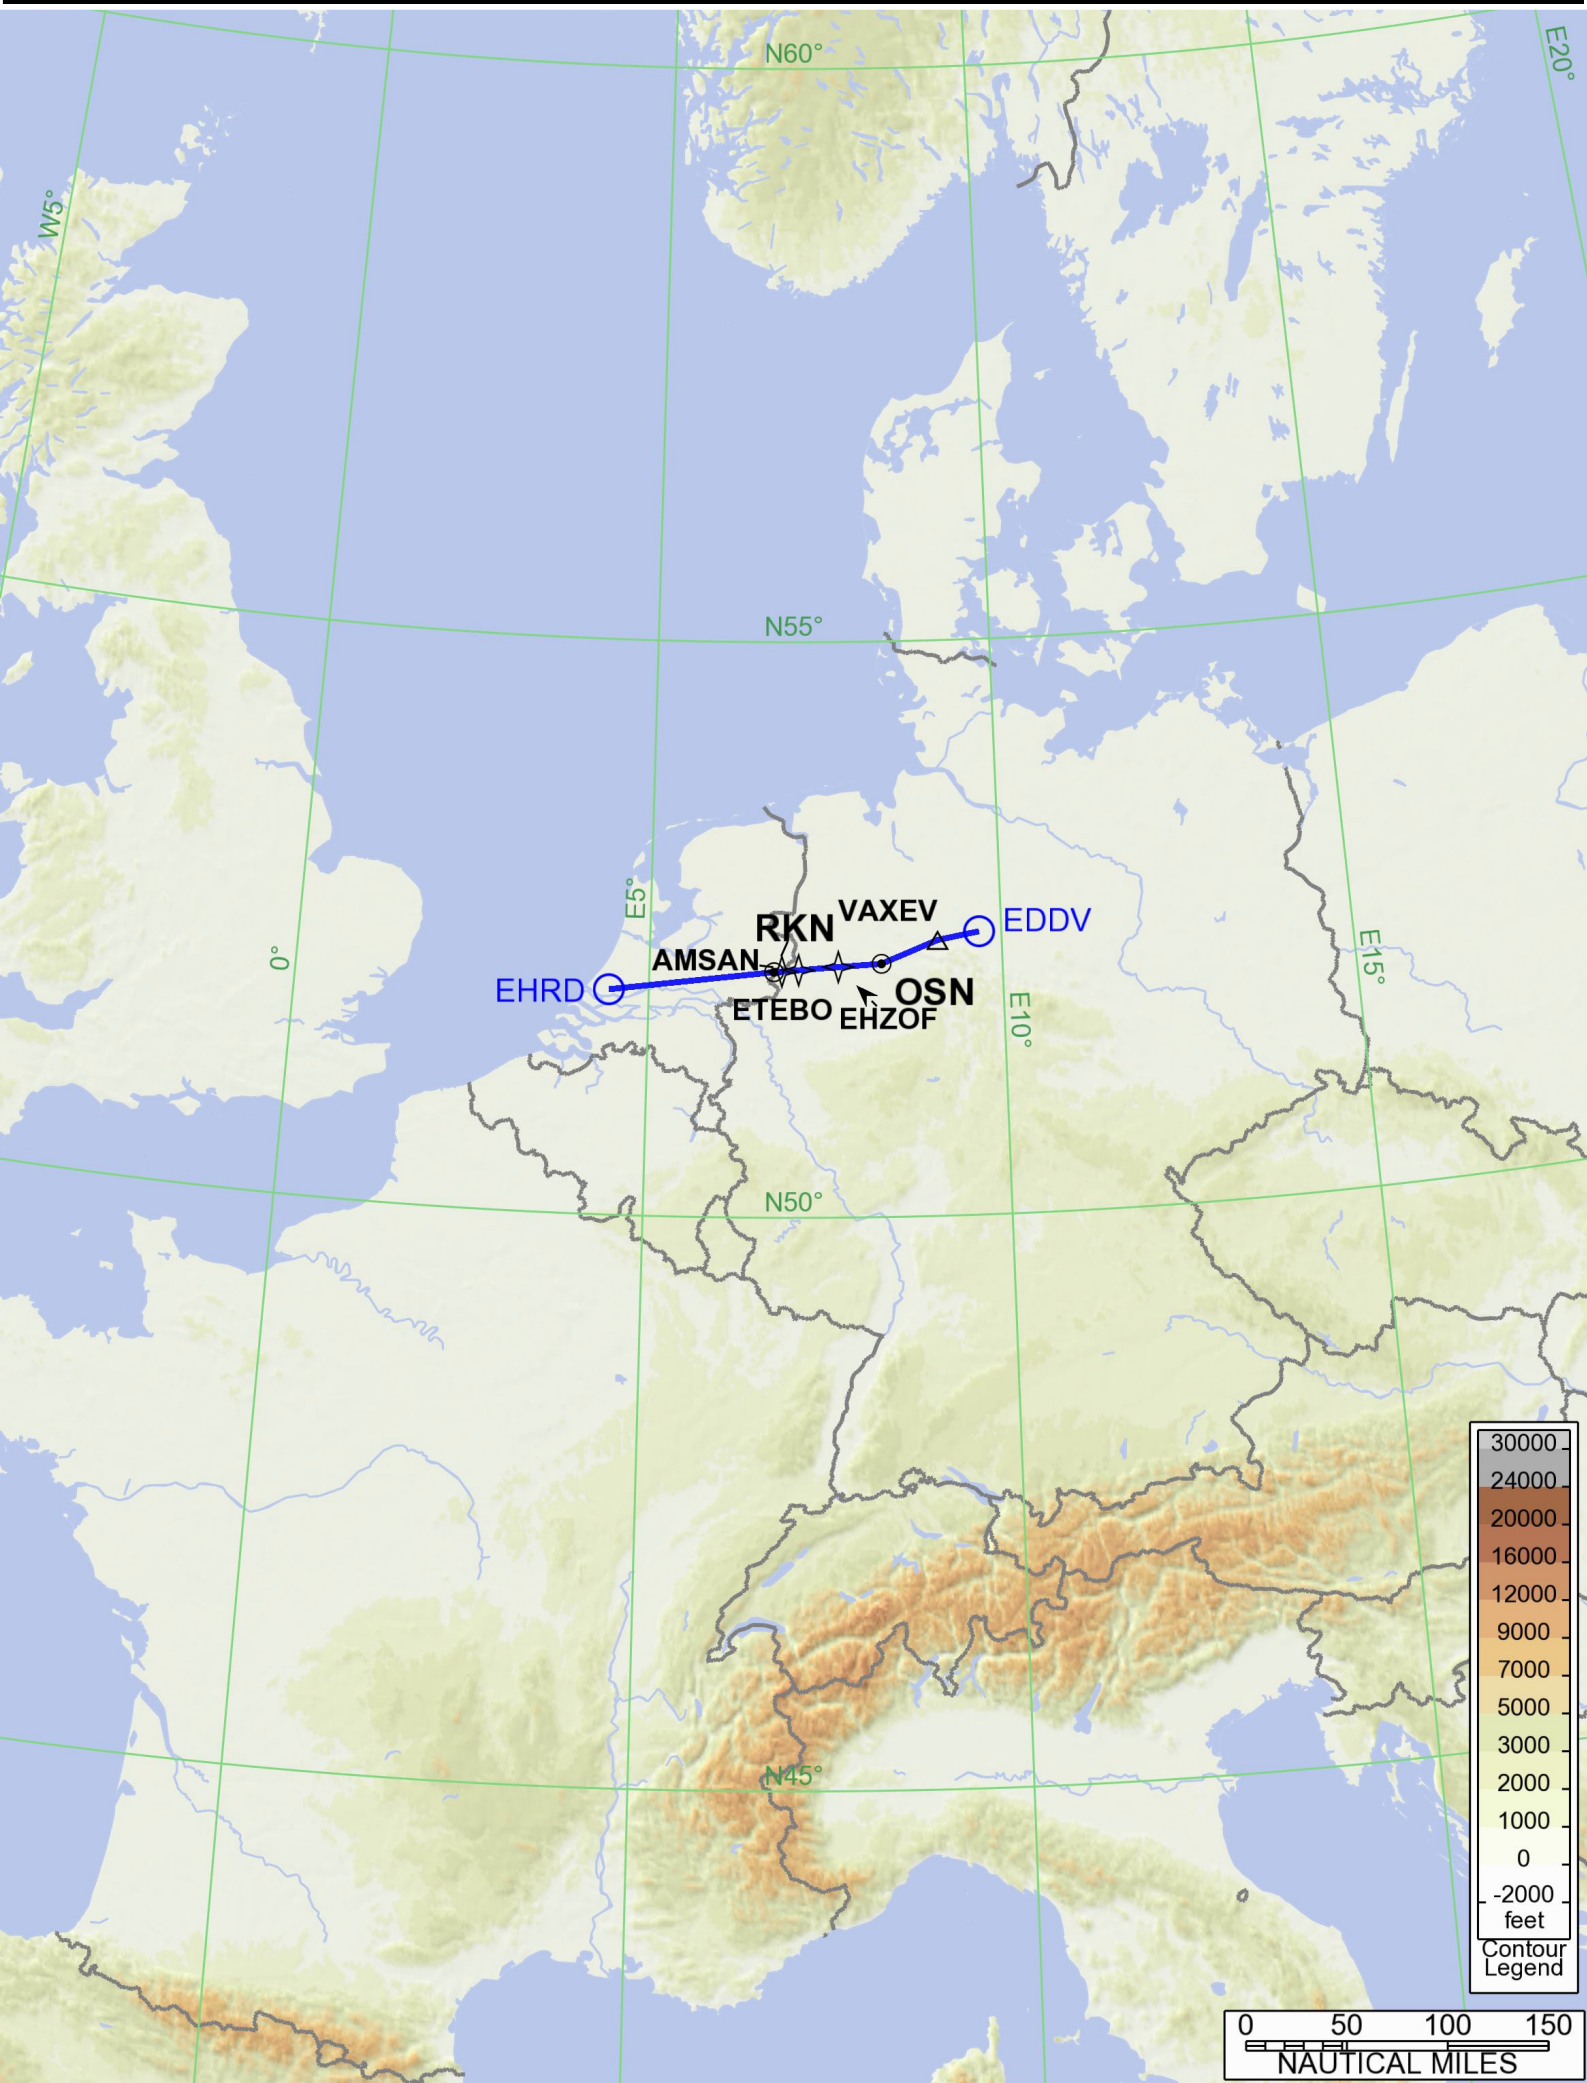 N60°
E20°
W5°
N55°
E5°
VAXEV
RKN
EDDV
AMSAN
0°
E15°
EHRD
OSN
ETEBO
EHZOF
E10°
N50°
N45°
30000
24000
20000
16000
12000
9000
7000
5000
3000
2000
1000
0
-2000
feet
Contour
Legend
0 50 100 150
NAUTICAL MILES